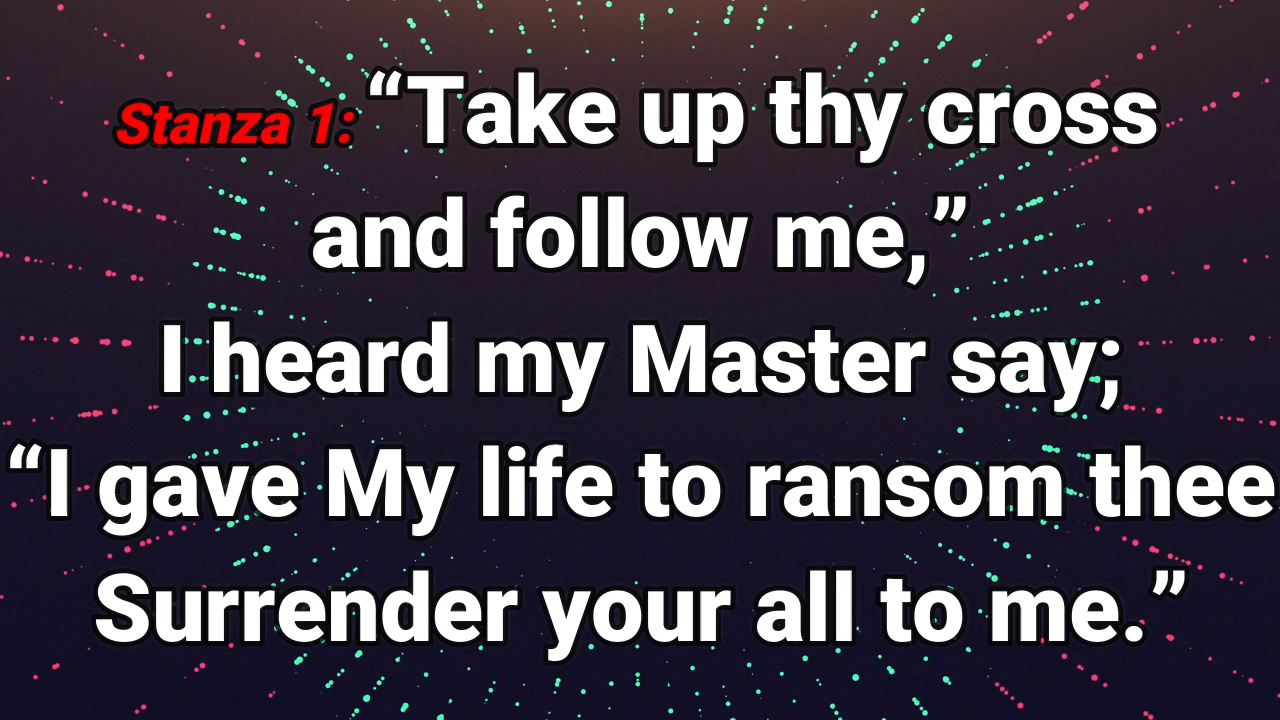 Stanza 1: “Take up thy cross
and follow me,”
I heard my Master say;
“I gave My life to ransom thee
Surrender your all to me.”